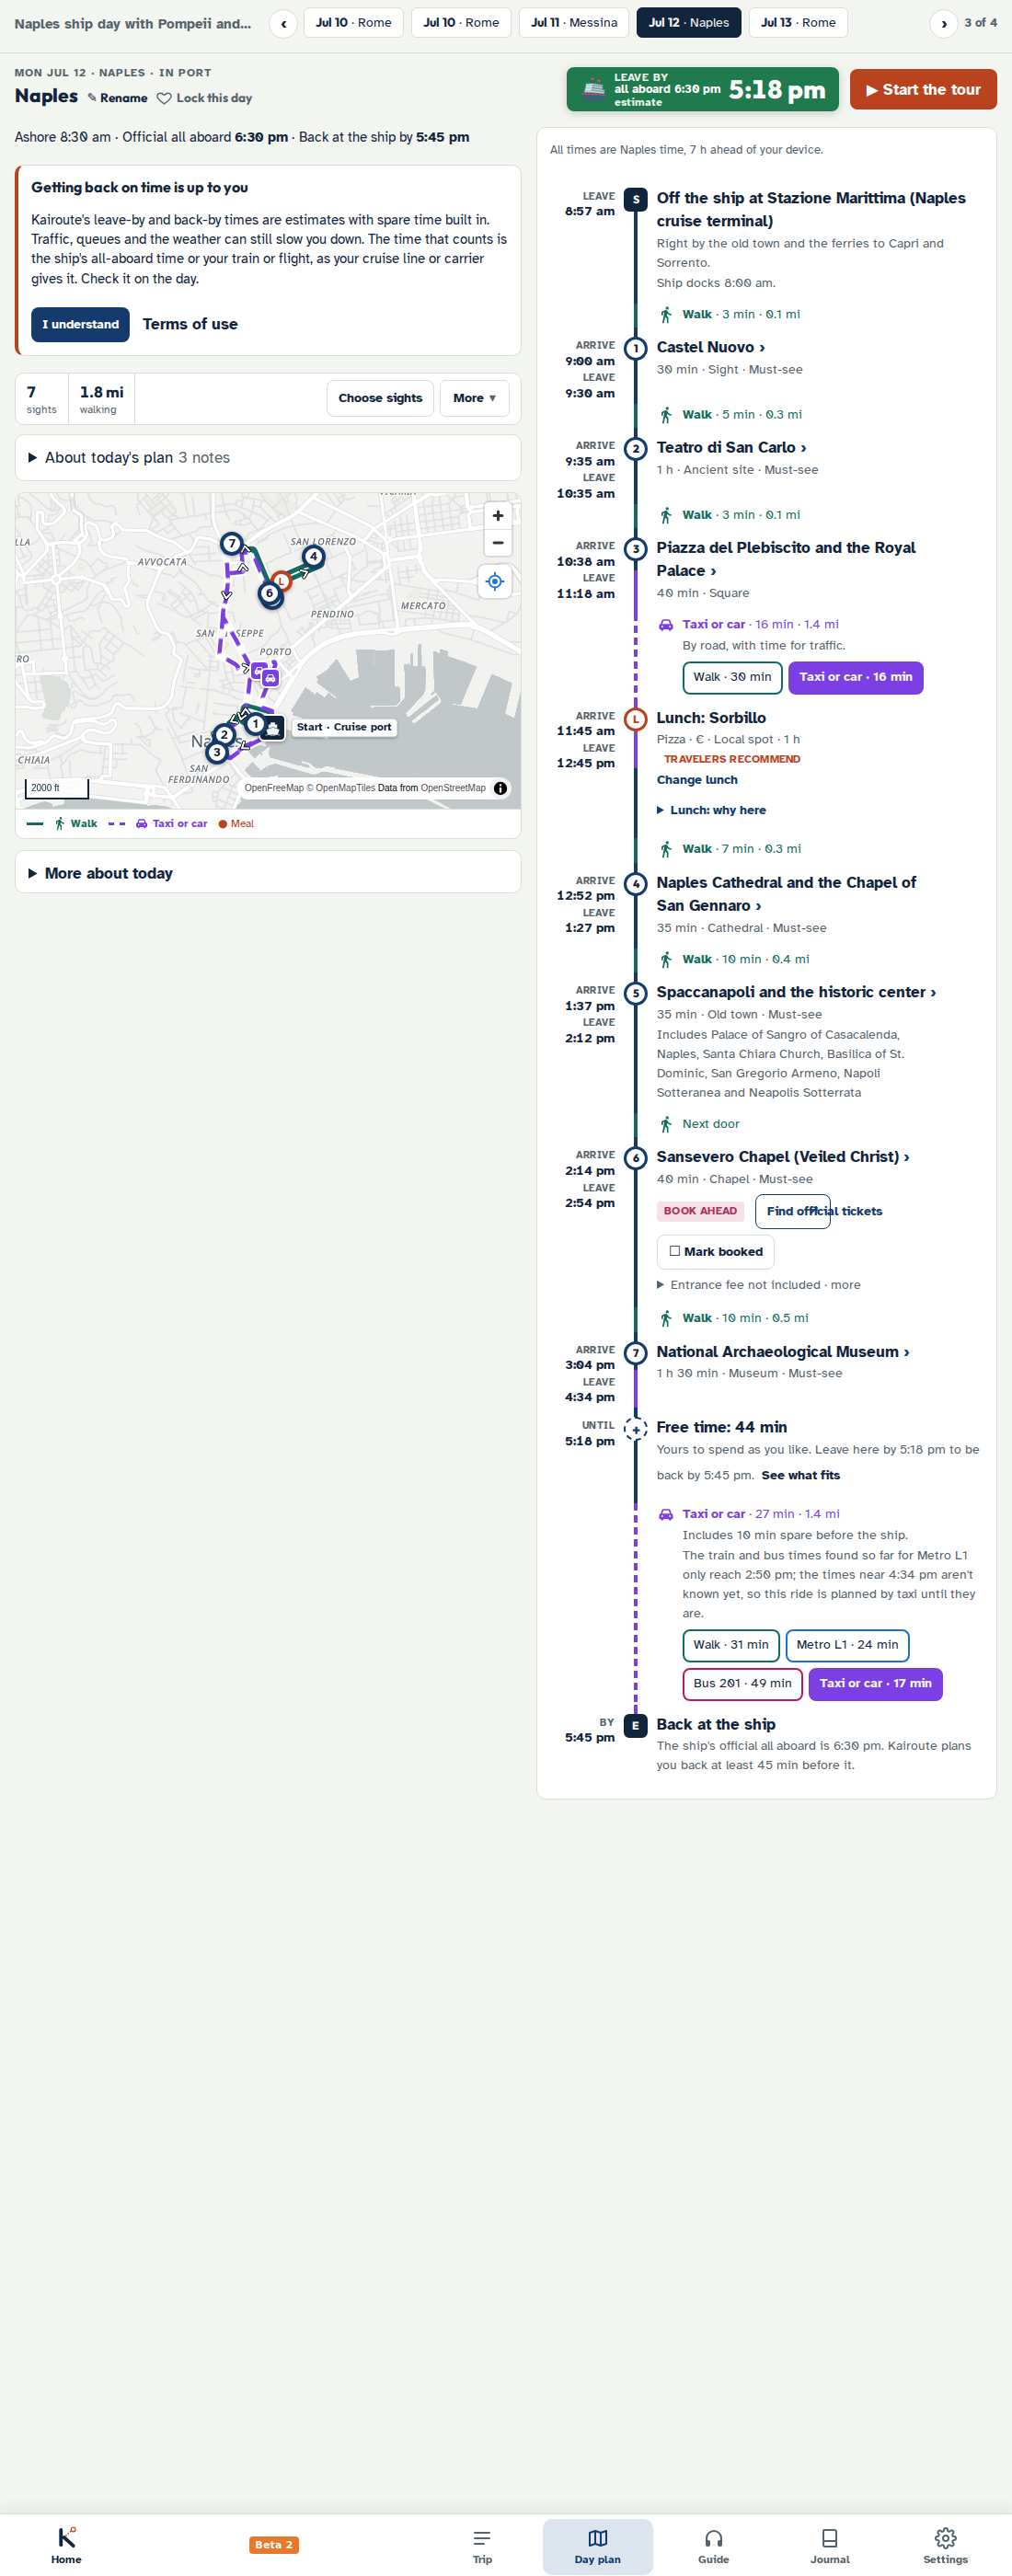 Naples ship day with Pompeii and...
‹
Jul 10 · Rome
Jul 10 · Rome
Jul 11 · Messina
Jul 12 · Naples
Jul 13 · Rome
›
3 of 4
MON JUL 12 · NAPLES · IN PORT
Naples ✎ Rename Lock this day
LEAVE BY
all aboard 6:30 pm
estimate
5:18 pm
▶ Start the tour
Ashore 8:30 am · Official all aboard 6:30 pm · Back at the ship by 5:45 pm
Getting back on time is up to you
Kairoute's leave-by and back-by times are estimates with spare time built in.
Traffic, queues and the weather can still slow you down. The time that counts is
the ship's all-aboard time or your train or flight, as your cruise line or carrier
gives it. Check it on the day.
I understand
Terms of use
7
sights
1.8 mi
walking
Choose sights
More ▼
▶ About today's plan 3 notes
LLA
AVVOCATA
SAN LORENZO
7
4
L
6
MERCATO
PENDINO
RO
PORTO
1
2
3
Start · Cruise port
CHIAIA
SAN
FERDINANDO
2000 ft
OpenFreeMap © OpenMapTiles Data from OpenStreetMap
+
−
Walk
Taxi or car
Meal
▶ More about today
All times are Naples time, 7 h ahead of your device.
LEAVE
8:57 am
S
Off the ship at Stazione Marittima (Naples
cruise terminal)
Right by the old town and the ferries to Capri and
Sorrento.
Ship docks 8:00 am.
Walk · 3 min · 0.1 mi
ARRIVE
9:00 am
LEAVE
9:30 am
1
Castel Nuovo ›
30 min · Sight · Must-see
Walk · 5 min · 0.3 mi
ARRIVE
9:35 am
LEAVE
10:35 am
2
Teatro di San Carlo ›
1 h · Ancient site · Must-see
Walk · 3 min · 0.1 mi
ARRIVE
10:38 am
LEAVE
11:18 am
3
Piazza del Plebiscito and the Royal
Palace ›
40 min · Square
Taxi or car · 16 min · 1.4 mi
By road, with time for traffic.
Walk · 30 min
Taxi or car · 16 min
ARRIVE
11:45 am
LEAVE
12:45 pm
L
Lunch: Sorbillo
Pizza · € · Local spot · 1 h
TRAVELERS RECOMMEND
Change lunch
▶ Lunch: why here
Walk · 7 min · 0.3 mi
ARRIVE
12:52 pm
LEAVE
1:27 pm
4
Naples Cathedral and the Chapel of
San Gennaro ›
35 min · Cathedral · Must-see
Walk · 10 min · 0.4 mi
ARRIVE
1:37 pm
LEAVE
2:12 pm
5
Spaccanapoli and the historic center ›
35 min · Old town · Must-see
Includes Palace of Sangro of Casacalenda,
Naples, Santa Chiara Church, Basilica of St.
Dominic, San Gregorio Armeno, Napoli
Sotteranea and Neapolis Sotterrata
Next door
ARRIVE
2:14 pm
LEAVE
2:54 pm
6
Sansevero Chapel (Veiled Christ) ›
40 min · Chapel · Must-see
BOOK AHEAD
Find official tickets
☐ Mark booked
▶ Entrance fee not included · more
Walk · 10 min · 0.5 mi
ARRIVE
3:04 pm
LEAVE
4:34 pm
7
National Archaeological Museum ›
1 h 30 min · Museum · Must-see
UNTIL
5:18 pm
+
Free time: 44 min
Yours to spend as you like. Leave here by 5:18 pm to be
back by 5:45 pm. See what fits
Taxi or car · 27 min · 1.4 mi
Includes 10 min spare before the ship.
The train and bus times found so far for Metro L1
only reach 2:50 pm; the times near 4:34 pm aren't
known yet, so this ride is planned by taxi until they
are.
Walk · 31 min
Metro L1 · 24 min
Bus 201 · 49 min
Taxi or car · 17 min
BY
5:45 pm
E
Back at the ship
The ship's official all aboard is 6:30 pm. Kairoute plans
you back at least 45 min before it.
Home
Beta 2
Trip
Day plan
Guide
Journal
Settings